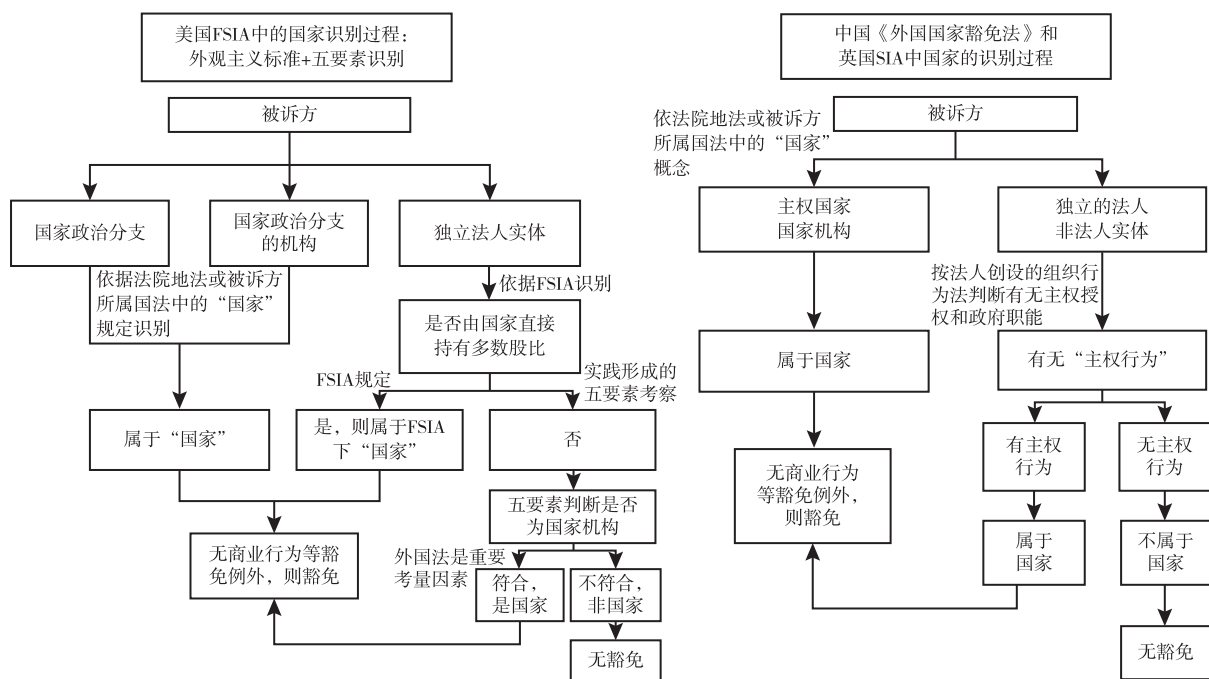 美国FSIA中的国家识别过程：
外观主义标准+五要素识别
被诉方
国家政治分支
国家政治分支
的机构
独立法人实体
依据法院地法或被诉方
所属国法中的“国家”
规定识别
依据FSIA识别
是否由国家直接
持有多数股比
FSIA规定
实践形成的
五要素考察
属于“国家”
是，则属于FSIA
下“国家”
否
五要素判断是否
为国家机构
无商业行为等豁
免例外，则豁免
外国法是重要
考量因素
符合，
是国家
不符合，
非国家
无豁免
中国《外国国家豁免法》和
英国SIA中国家的识别过程
被诉方
依法院地法或被诉方
所属国法中的“国家”
概念
主权国家
国家机构
独立的法人
非法人实体
按法人创设的组织行
为法判断有无主权授
权和政府职能
属于国家
有无“主权行为”
有主权
行为
无主权
行为
无商业行为
等豁免例外，
则豁免
属于
国家
不属于
国家
无豁免